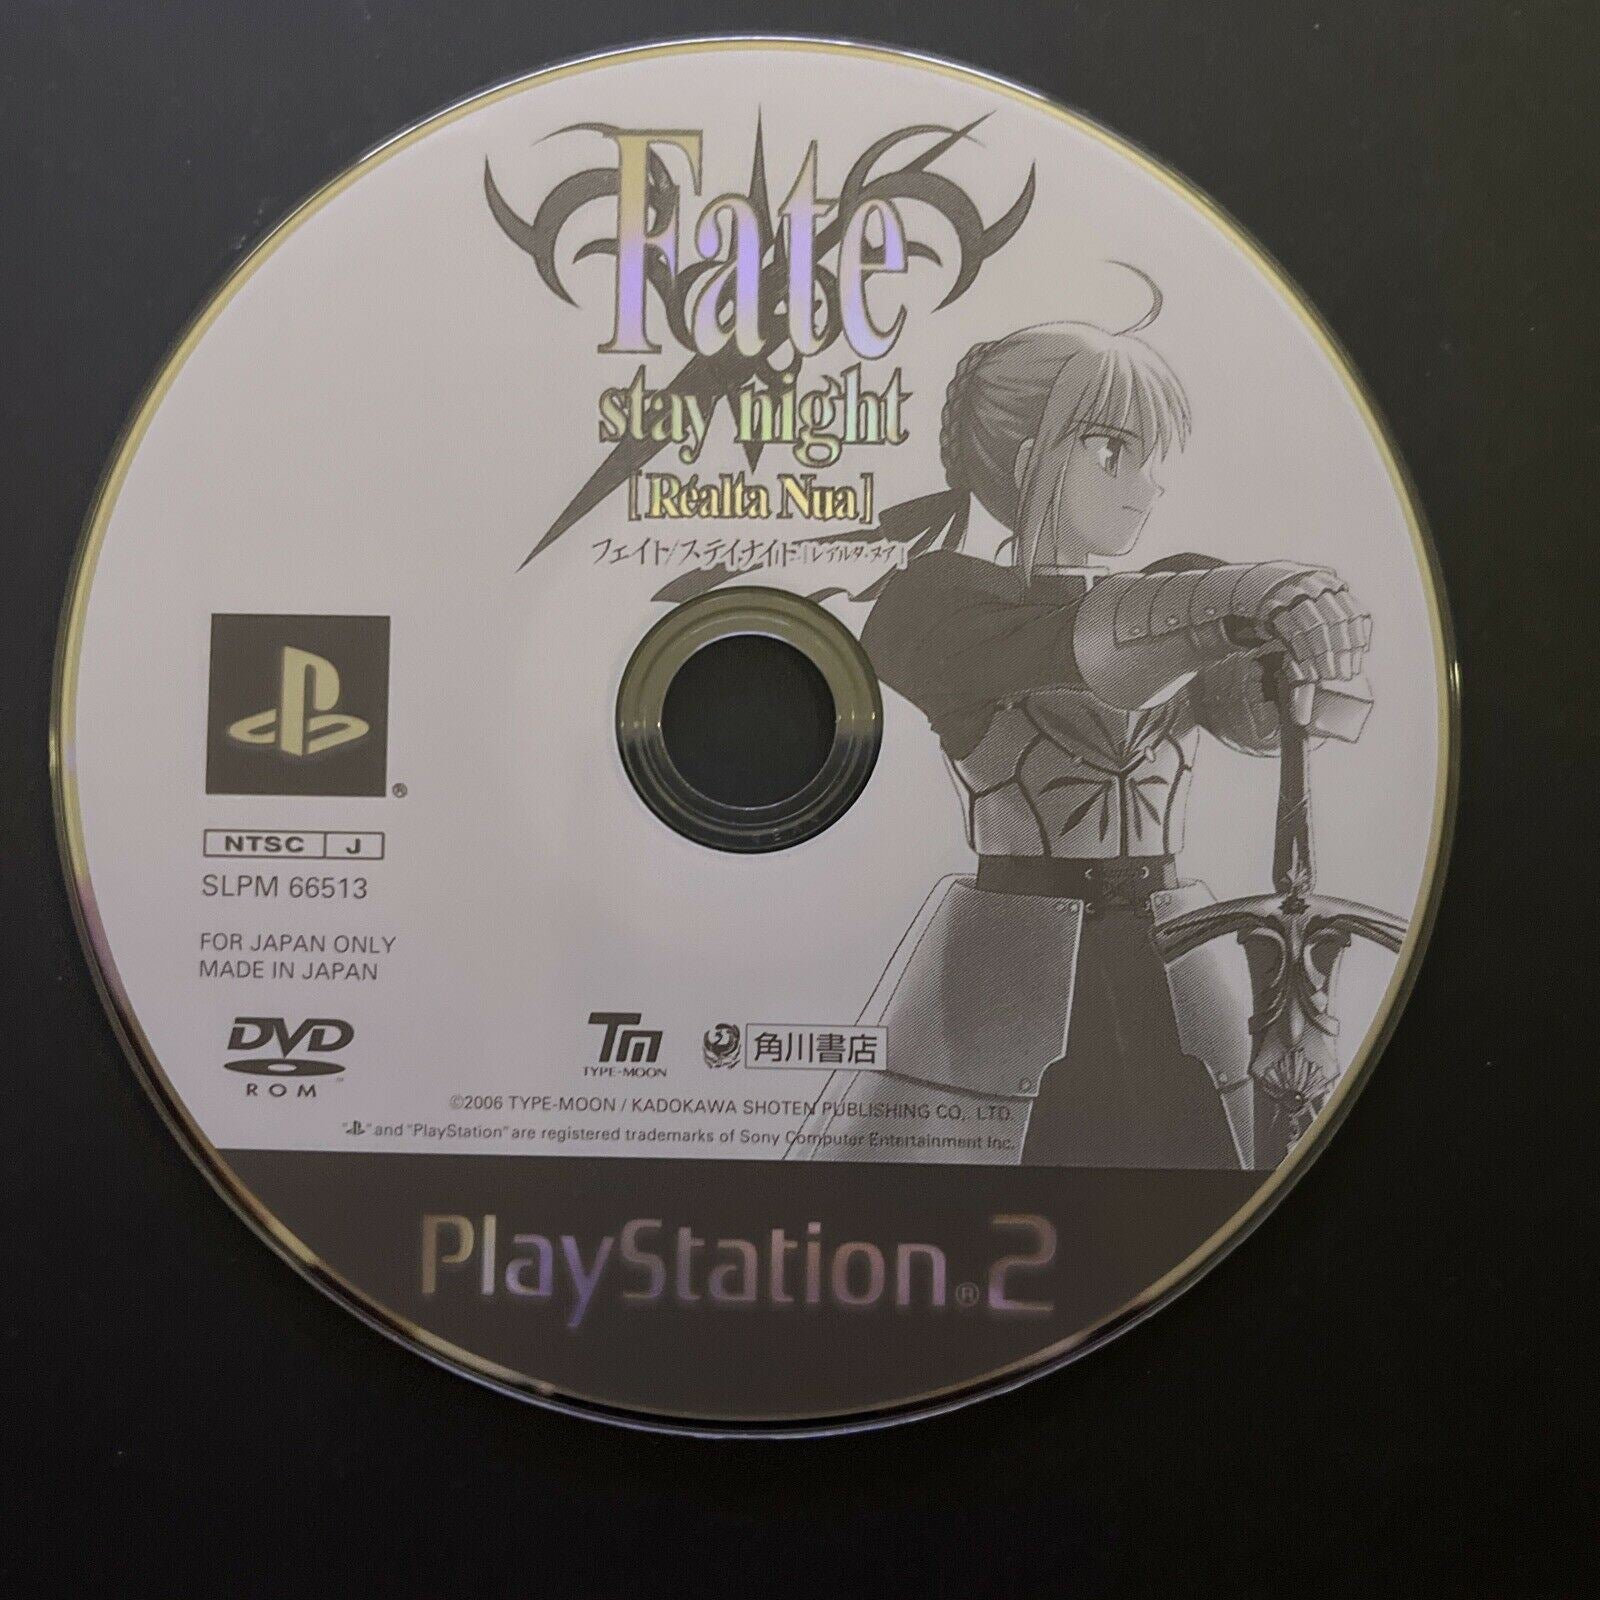 Fate
stay night
[Réalta Nua]
フェイト/ステイナイト[レアルタ・ヌア]
®
NTSC J
SLPM 66513
FOR JAPAN ONLY
MADE IN JAPAN
DVD
ROM
TM
TYPE-MOON
角川書店
©2006 TYPE-MOON / KADOKAWA SHOTEN PUBLISHING CO., LTD.
" " and "PlayStation" are registered trademarks of Sony Computer Entertainment Inc.
PlayStation®2